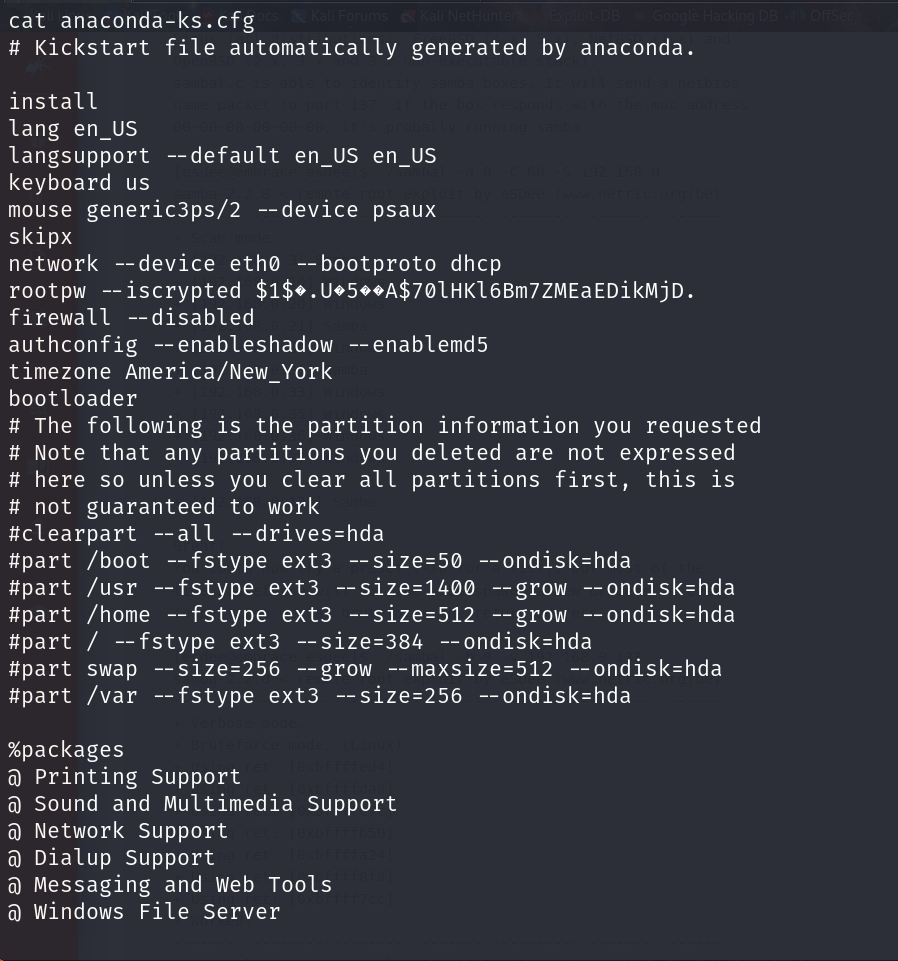 cat anaconda-ks.cfg
# Kickstart file automatically generated by anaconda.

install
lang en_US
langsupport --default en_US en_US
keyboard us
mouse generic3ps/2 --device psaux
skipx
network --device eth0 --bootproto dhcp
rootpw --iscrypted $1$�.U�5��A$70lHKl6Bm7ZMEaEDikMjD.
firewall --disabled
authconfig --enableshadow --enablemd5
timezone America/New_York
bootloader
# The following is the partition information you requested
# Note that any partitions you deleted are not expressed
# here so unless you clear all partitions first, this is
# not guaranteed to work
#clearpart --all --drives=hda
#part /boot --fstype ext3 --size=50 --ondisk=hda
#part /usr --fstype ext3 --size=1400 --grow --ondisk=hda
#part /home --fstype ext3 --size=512 --grow --ondisk=hda
#part / --fstype ext3 --size=384 --ondisk=hda
#part swap --size=256 --grow --maxsize=512 --ondisk=hda
#part /var --fstype ext3 --size=256 --ondisk=hda

%packages
@ Printing Support
@ Sound and Multimedia Support
@ Network Support
@ Dialup Support
@ Messaging and Web Tools
@ Windows File Server